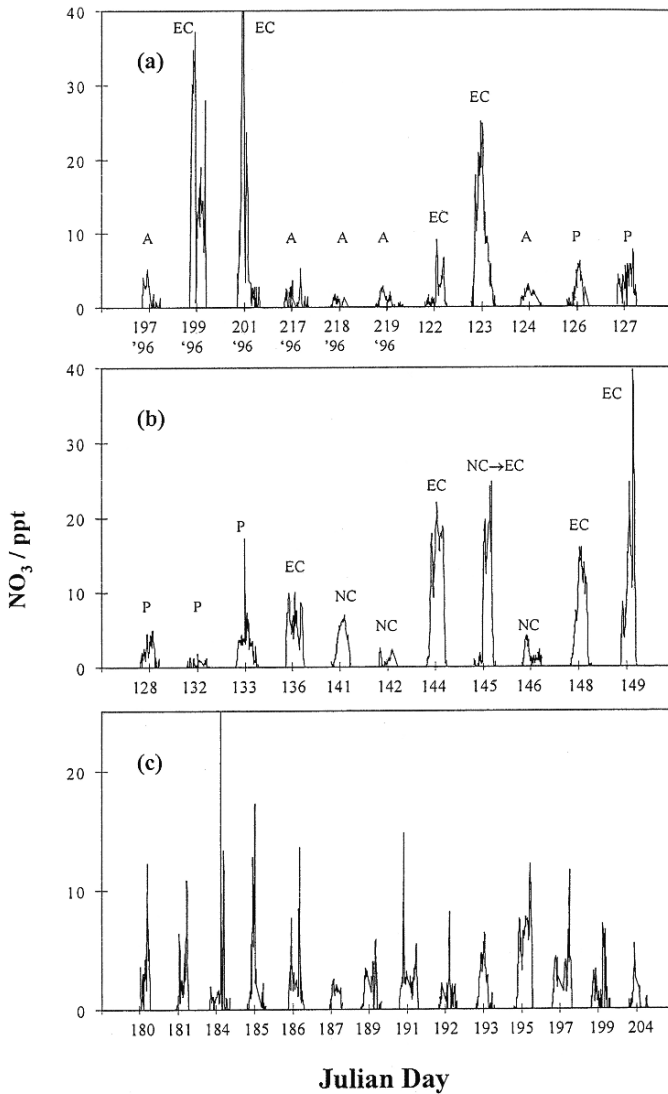 40
(a)
EC
EC
EC
30
20
10
A
A
A
A
EC
A
P
P
0
197 199 201 217 218 219 122 123 124 126 127
'96 '96 '96 '96 '96 '96
40
(b)
EC
NC→EC
30
EC
EC
20
P
EC
10
P
P
NC
NC
NC
0
128 132 133 136 141 142 144 145 146 148 149
NO₃ / ppt
(c)
20
10
0
180 181 184 185 186 187 189 191 192 193 195 197 199 204
Julian Day